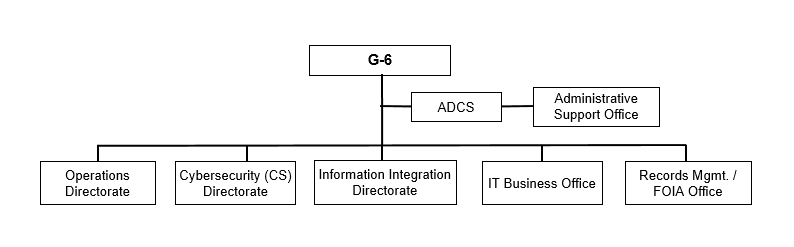 G-6
ADCS
Administrative
Support Office
Operations
Directorate
Cybersecurity (CS)
Directorate
Information Integration
Directorate
IT Business Office
Records Mgmt. /
FOIA Office